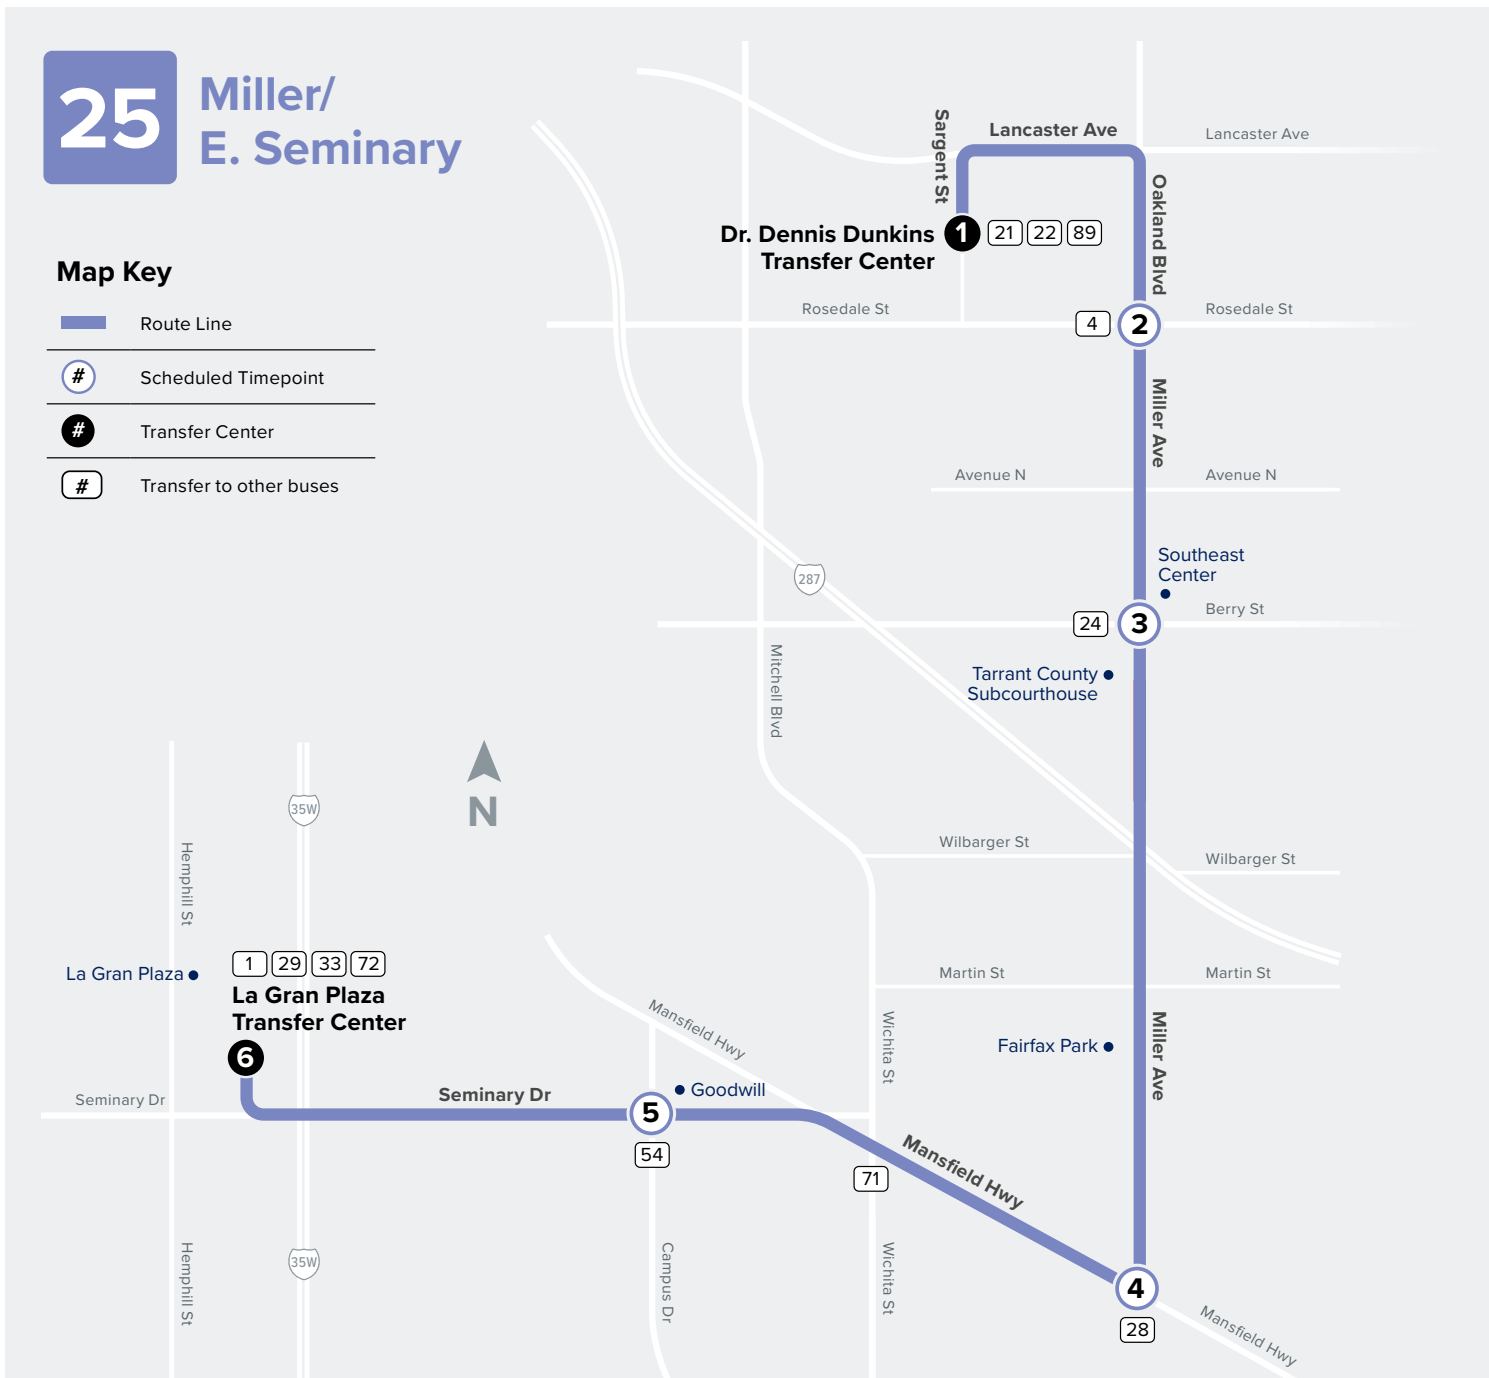 25
Miller/
E. Seminary
Map Key
Route Line
# Scheduled Timepoint
# Transfer Center
# Transfer to other buses
Sargent St
Lancaster Ave
Lancaster Ave
Oakland Blvd
Dr. Dennis Dunkins
Transfer Center
1
21 22 89
Rosedale St
Rosedale St
4
2
Miller Ave
Avenue N
Avenue N
287
Southeast
Center
Berry St
24
3
Mitchell Blvd
Tarrant County
Subcourthouse
N
35W
Hemphill St
Wilbarger St
Wilbarger St
La Gran Plaza
1 29 33 72
La Gran Plaza
Transfer Center
6
Martin St
Martin St
Mansfield Hwy
Wichita St
Fairfax Park
Miller Ave
Seminary Dr
Seminary Dr
Goodwill
5
54
71
Mansfield Hwy
Hemphill St
35W
Campus Dr
Wichita St
4
28
Mansfield Hwy